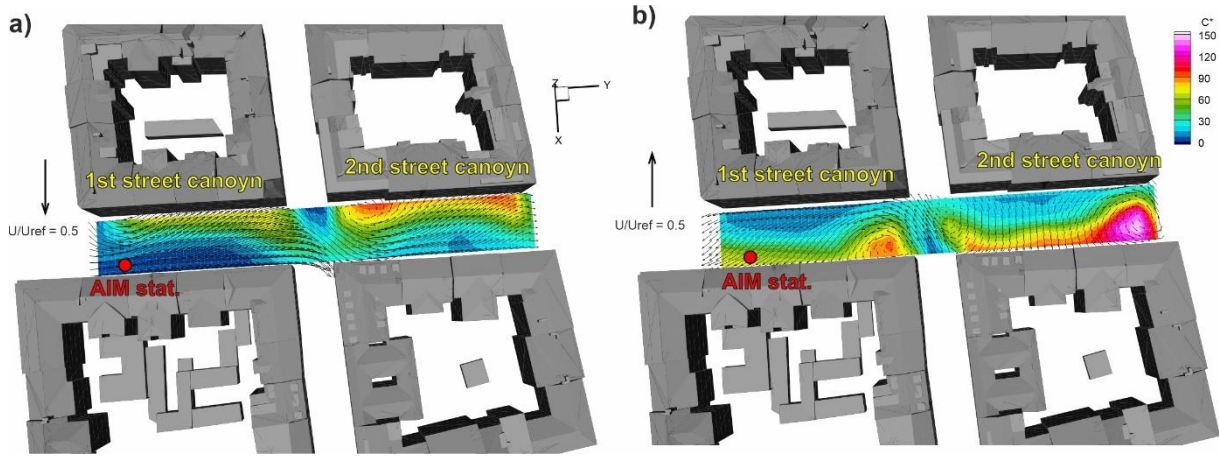 a)
1st street canoyn
2nd street canoyn
Z
Y
X
U/Uref = 0.5
AIM stat.
b)
1st street canoyn
2nd street canoyn
C*
150
120
90
60
30
0
U/Uref = 0.5
AIM stat.